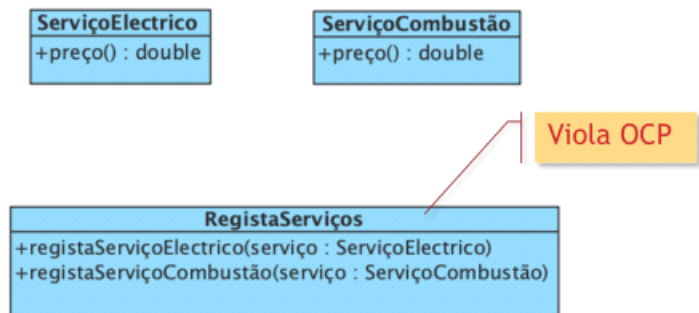 ServiçoElectrico
+preço() : double
ServiçoCombustão
+preço() : double
Viola OCP
RegistaServiços
+registaServiçoElectrico(serviço : ServiçoElectrico)
+registaServiçoCombustão(serviço : ServiçoCombustão)